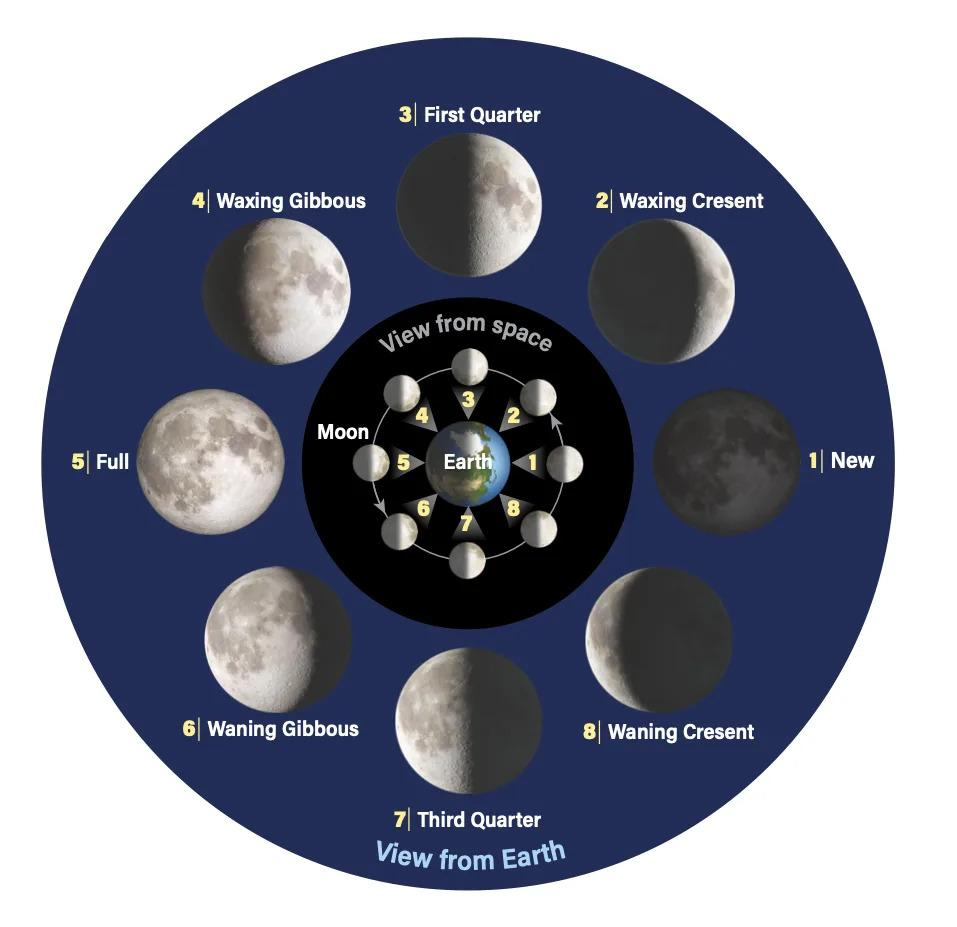 3| First Quarter
4| Waxing Gibbous
2| Waxing Cresent
View from space
3
4
2
Moon
5| Full
5
Earth
1
1| New
6
8
7
6| Waning Gibbous
8| Waning Cresent
7| Third Quarter
View from Earth